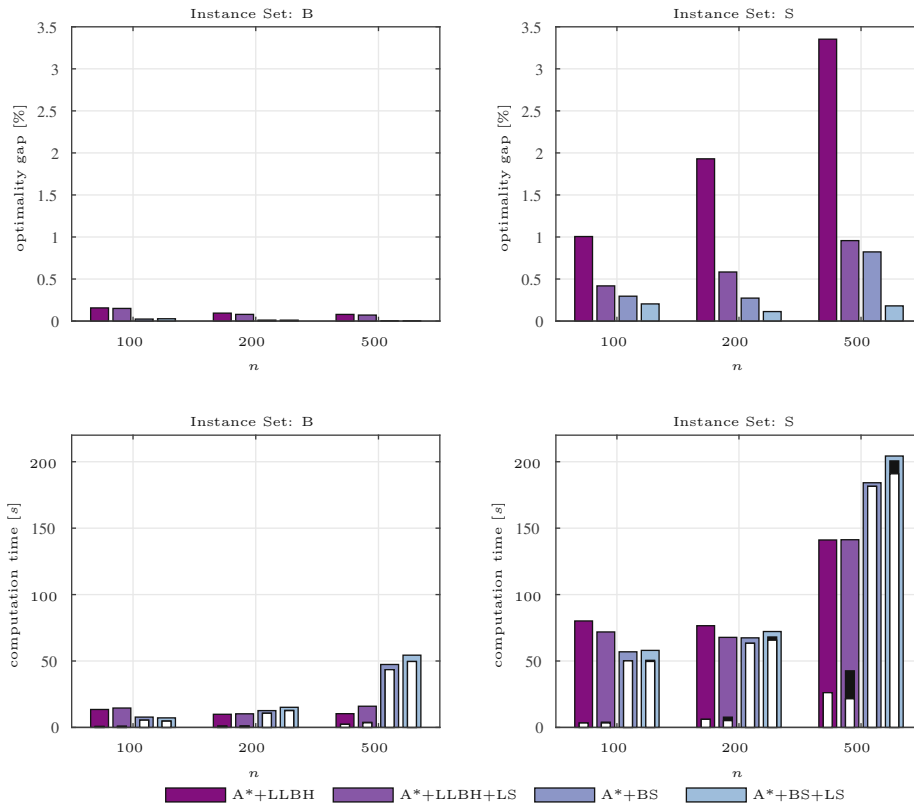 Instance Set: B
3.5
3
2.5
2
1.5
1
0.5
0
optimality gap [%]
100
200
500
n
Instance Set: S
3.5
3
2.5
2
1.5
1
0.5
0
optimality gap [%]
100
200
500
n
Instance Set: B
200
150
100
50
0
computation time [s]
100
200
500
n
Instance Set: S
200
150
100
50
0
computation time [s]
100
200
500
n
A*+LLBH A*+LLBH+LS A*+BS A*+BS+LS